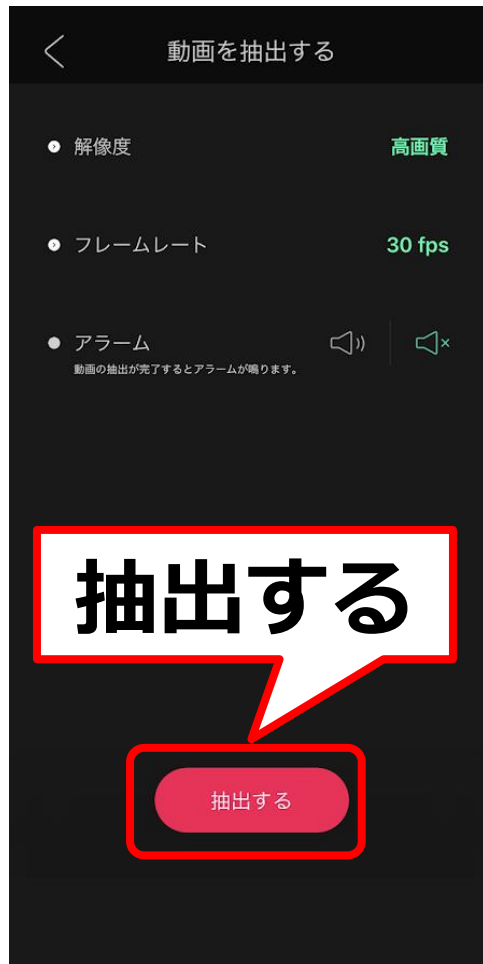 動画を抽出する
解像度 高画質
フレームレート 30 fps
アラーム
動画の抽出が完了するとアラームが鳴ります。
抽出する
抽出する